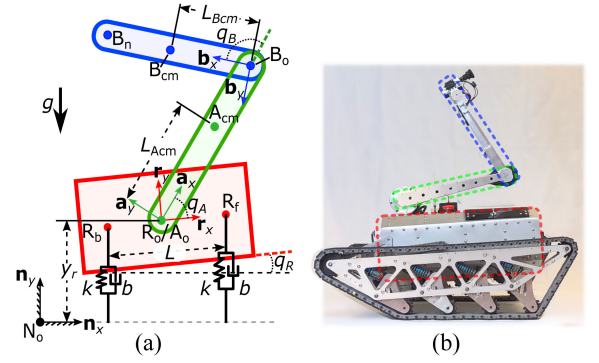 L_Bcm
B_n
B_cm
q_B
B_o
b_x
b_y
g
A_cm
L_Acm
r_y
a_x
a_y
q_A
R_b
R_o
A_o
r_x
R_f
L
q_R
y_r
k
b
k
b
n_y
N_o
n_x
(a)
(b)